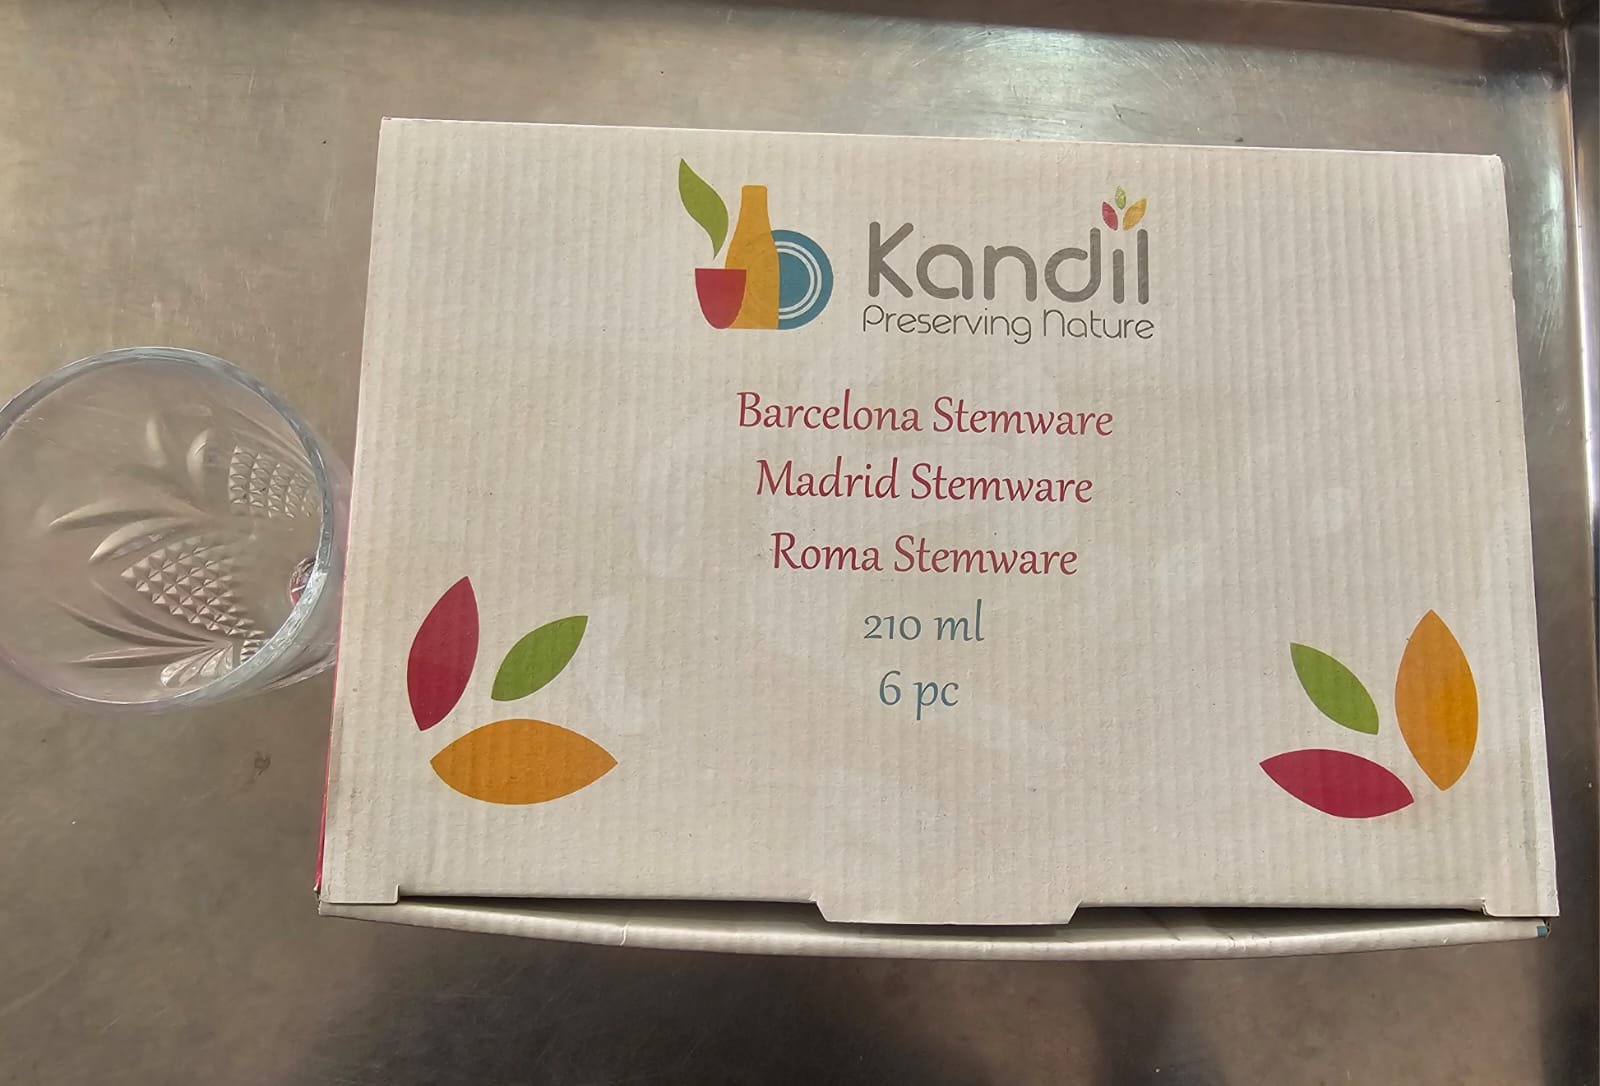 Kandil
Preserving Nature
Barcelona Stemware
Madrid Stemware
Roma Stemware
210 ml
6 pc